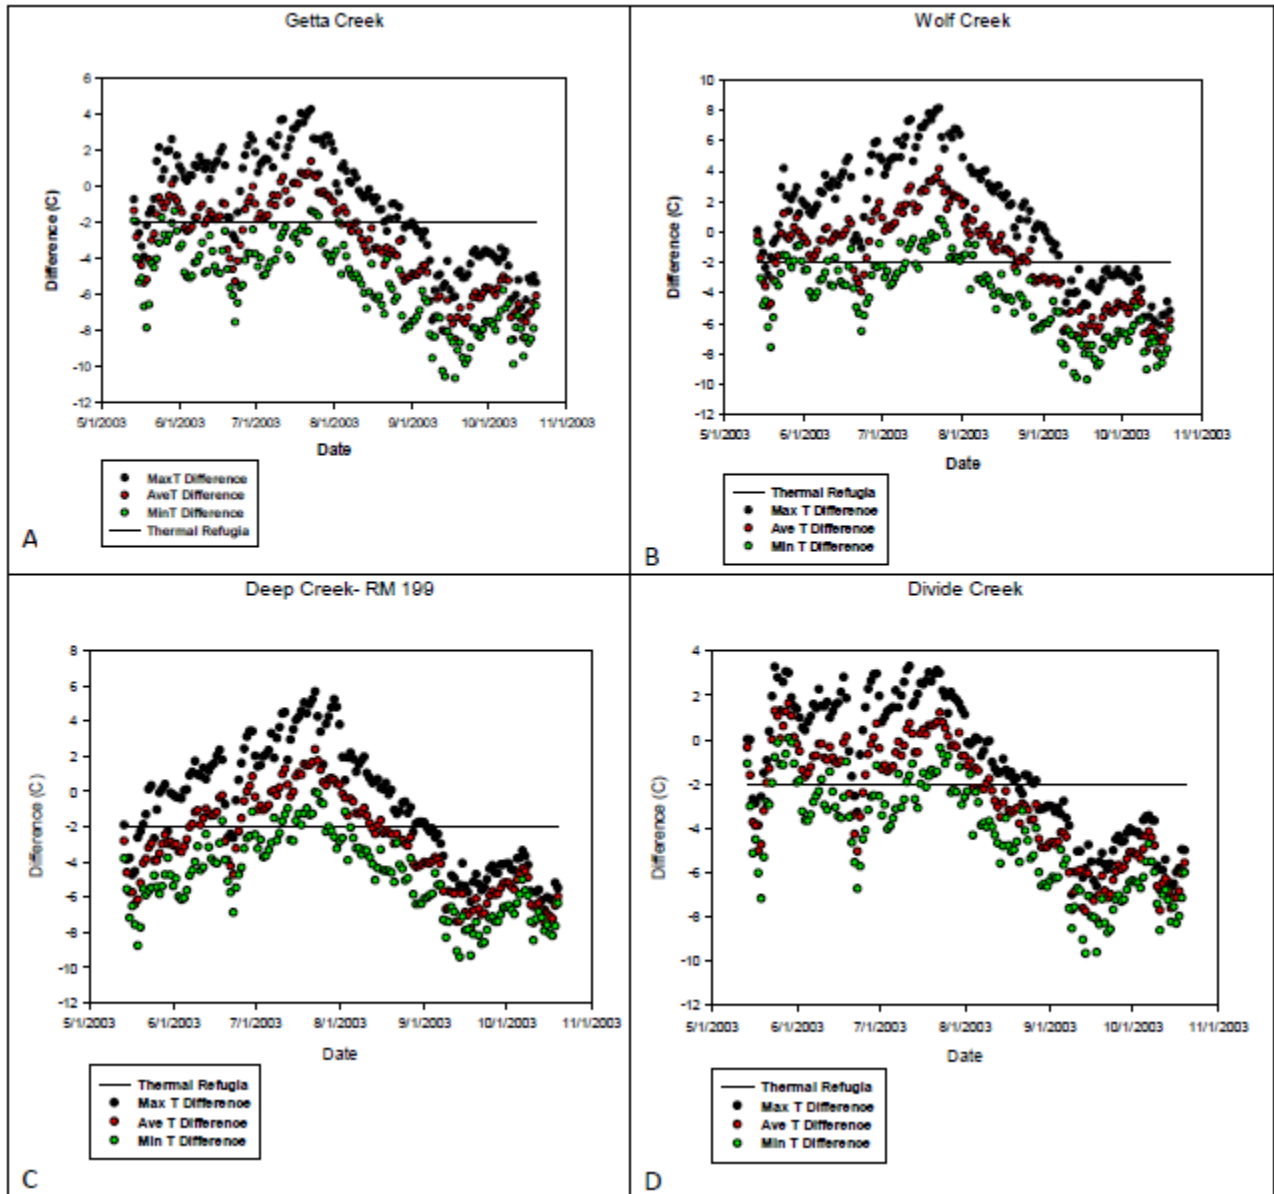 Getta Creek
6
4
2
0
-2
-4
-6
-8
-10
-12
Difference (C)
5/1/2003 6/1/2003 7/1/2003 8/1/2003 9/1/2003 10/1/2003 11/1/2003
Date
MaxT Difference
AveT Difference
MinT Difference
Thermal Refugia
A
Wolf Creek
10
8
6
4
2
0
-2
-4
-6
-8
-10
-12
Difference (C)
5/1/2003 6/1/2003 7/1/2003 8/1/2003 9/1/2003 10/1/2003 11/1/2003
Date
Thermal Refugia
Max T Difference
Ave T Difference
Min T Difference
B
Deep Creek- RM 199
8
6
4
2
0
-2
-4
-6
-8
-10
-12
Difference (C)
5/1/2003 6/1/2003 7/1/2003 8/1/2003 9/1/2003 10/1/2003 11/1/2003
Date
Thermal Refugia
Max T Difference
Ave T Difference
Min T Difference
C
Divide Creek
4
2
0
-2
-4
-6
-8
-10
-12
Difference (C)
5/1/2003 6/1/2003 7/1/2003 8/1/2003 9/1/2003 10/1/2003 11/1/2003
Date
Thermal Refugia
Max T Difference
Ave T Difference
Min T Difference
D